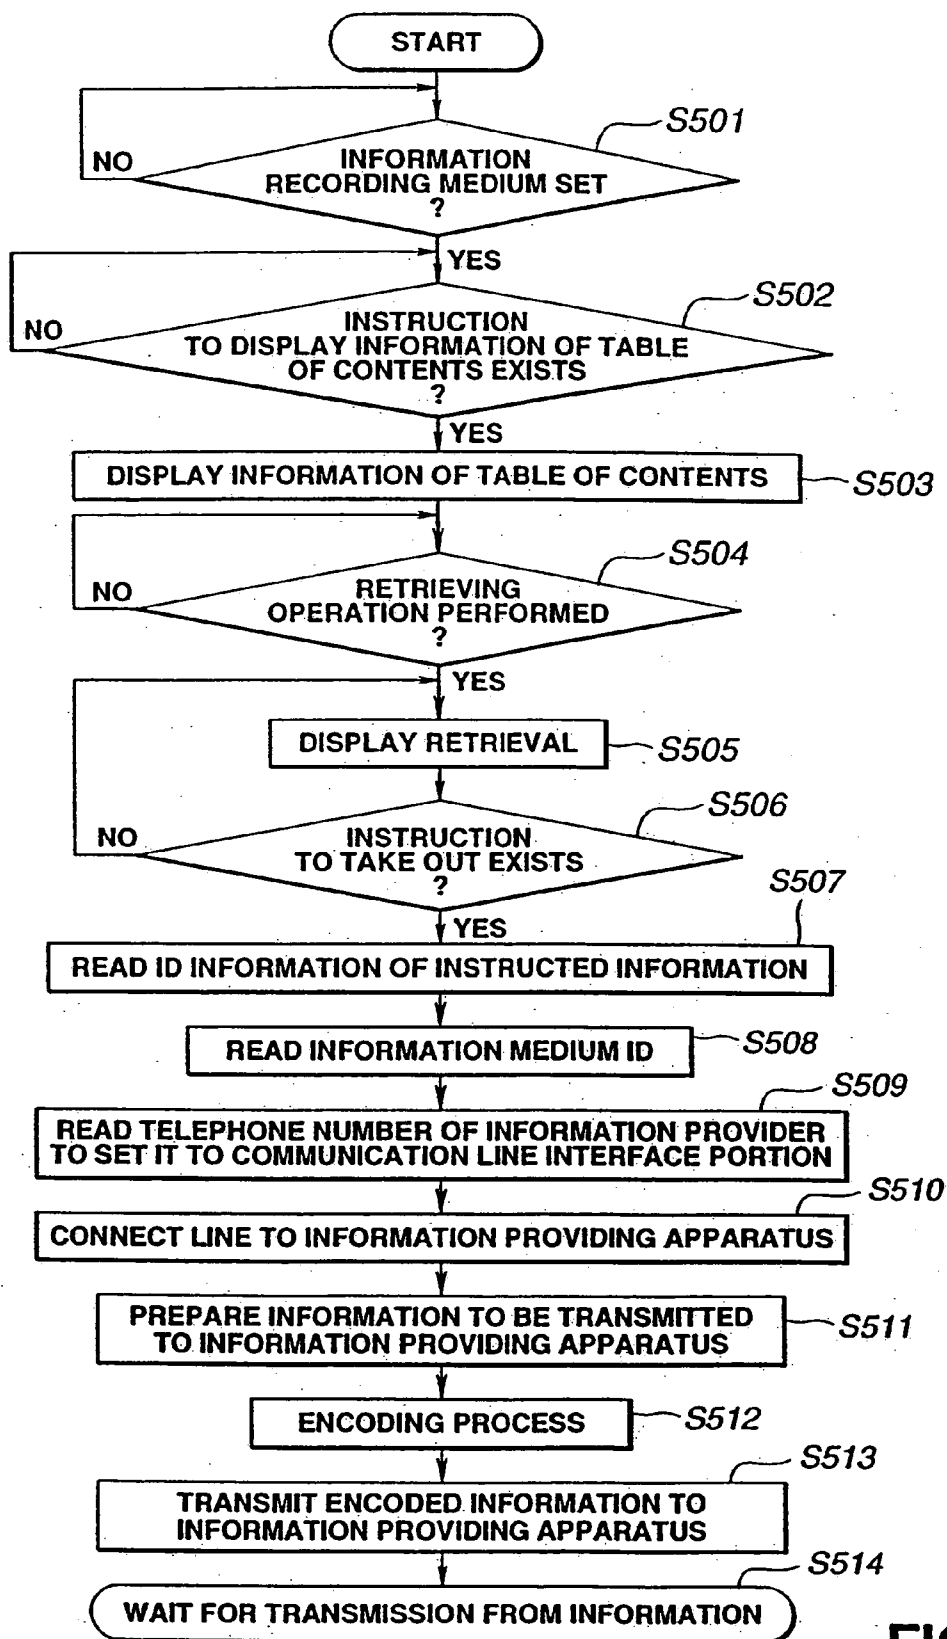 START
S501
NO
INFORMATION
RECORDING MEDIUM SET
?
YES
S502
NO
INSTRUCTION
TO DISPLAY INFORMATION OF TABLE
OF CONTENTS EXISTS
?
YES
DISPLAY INFORMATION OF TABLE OF CONTENTS
S503
S504
NO
RETRIEVING
OPERATION PERFORMED
?
YES
DISPLAY RETRIEVAL
S505
S506
NO
INSTRUCTION
TO TAKE OUT EXISTS
?
S507
YES
READ ID INFORMATION OF INSTRUCTED INFORMATION
READ INFORMATION MEDIUM ID
S508
S509
READ TELEPHONE NUMBER OF INFORMATION PROVIDER
TO SET IT TO COMMUNICATION LINE INTERFACE PORTION
S510
CONNECT LINE TO INFORMATION PROVIDING APPARATUS
PREPARE INFORMATION TO BE TRANSMITTED
TO INFORMATION PROVIDING APPARATUS
S511
ENCODING PROCESS
S512
S513
TRANSMIT ENCODED INFORMATION TO
INFORMATION PROVIDING APPARATUS
S514
WAIT FOR TRANSMISSION FROM INFORMATION